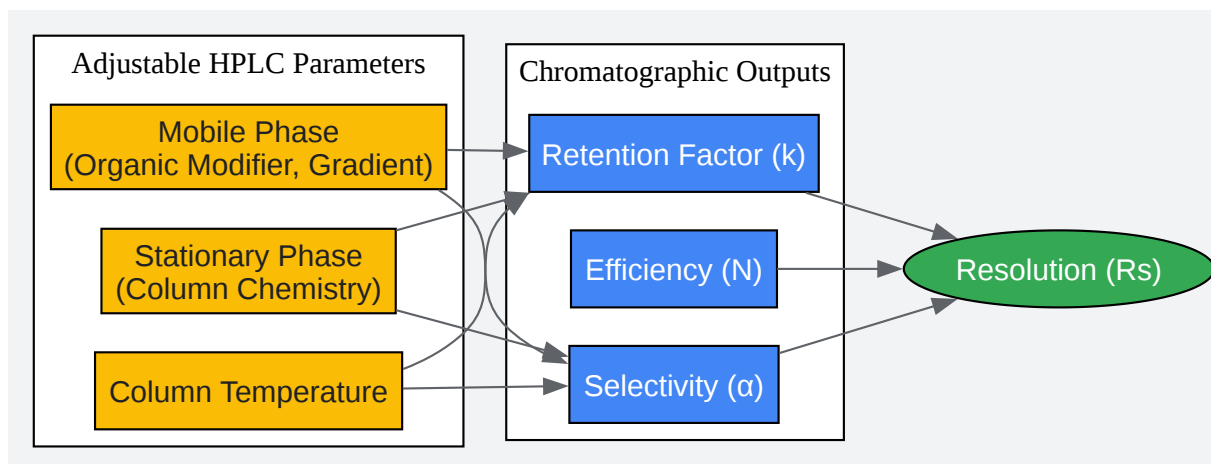 Adjustable HPLC Parameters
Mobile Phase
(Organic Modifier, Gradient)
Stationary Phase
(Column Chemistry)
Column Temperature
Chromatographic Outputs
Retention Factor (k)
Efficiency (N)
Selectivity (α)
Resolution (Rs)